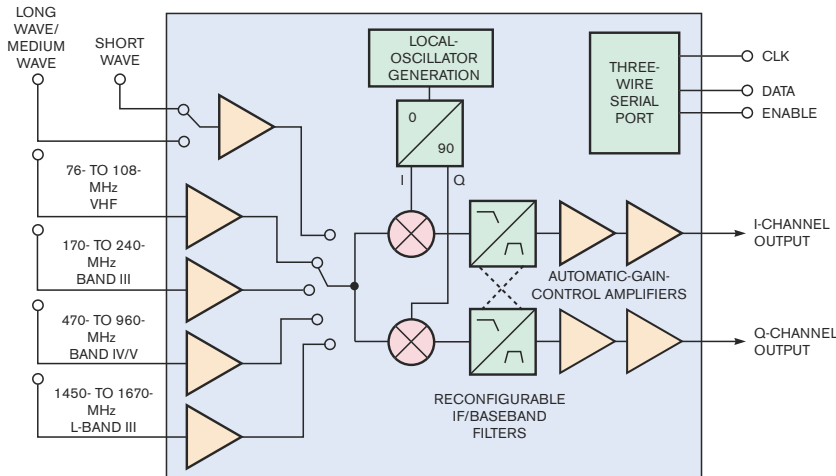 LONG
WAVE/
MEDIUM
WAVE
SHORT
WAVE
LOCAL-
OSCILLATOR
GENERATION
THREE-
WIRE
SERIAL
PORT
CLK
DATA
ENABLE
0
90
I
Q
76- TO 108-
MHz
VHF
170- TO 240-
MHz
BAND III
470- TO 960-
MHz
BAND IV/V
1450- TO 1670-
MHz
L-BAND III
I-CHANNEL
OUTPUT
AUTOMATIC-GAIN-
CONTROL AMPLIFIERS
Q-CHANNEL
OUTPUT
RECONFIGURABLE
IF/BASEBAND
FILTERS